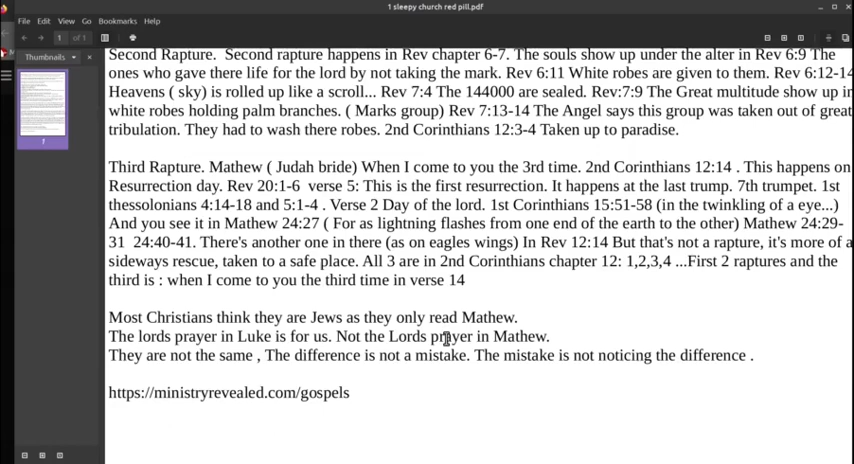 1 sleepy church red pill.pdf
File Edit View Go Bookmarks Help
1 of 1
Thumbnails
1
Second Rapture. Second rapture happens in Rev chapter 6-7. The souls show up under the alter in Rev 6:9 The
ones who gave there life for the lord by not taking the mark. Rev 6:11 White robes are given to them. Rev 6:12-14
Heavens ( sky) is rolled up like a scroll... Rev 7:4 The 144000 are sealed. Rev:7:9 The Great multitude show up in
white robes holding palm branches. ( Marks group) Rev 7:13-14 The Angel says this group was taken out of great
tribulation. They had to wash there robes. 2nd Corinthians 12:3-4 Taken up to paradise.
Third Rapture. Mathew ( Judah bride) When I come to you the 3rd time. 2nd Corinthians 12:14 . This happens on
Resurrection day. Rev 20:1-6 verse 5: This is the first resurrection. It happens at the last trump. 7th trumpet. 1st
thessolonians 4:14-18 and 5:1-4 . Verse 2 Day of the lord. 1st Corinthians 15:51-58 (in the twinkling of a eye...)
And you see it in Mathew 24:27 ( For as lightning flashes from one end of the earth to the other) Mathew 24:29-
31 24:40-41. There's another one in there (as on eagles wings) In Rev 12:14 But that's not a rapture, it's more of a
sideways rescue, taken to a safe place. All 3 are in 2nd Corinthians chapter 12: 1,2,3,4 ...First 2 raptures and the
third is : when I come to you the third time in verse 14
Most Christians think they are Jews as they only read Mathew.
The lords prayer in Luke is for us. Not the Lords prayer in Mathew.
They are not the same , The difference is not a mistake. The mistake is not noticing the difference .
https://ministryrevealed.com/gospels